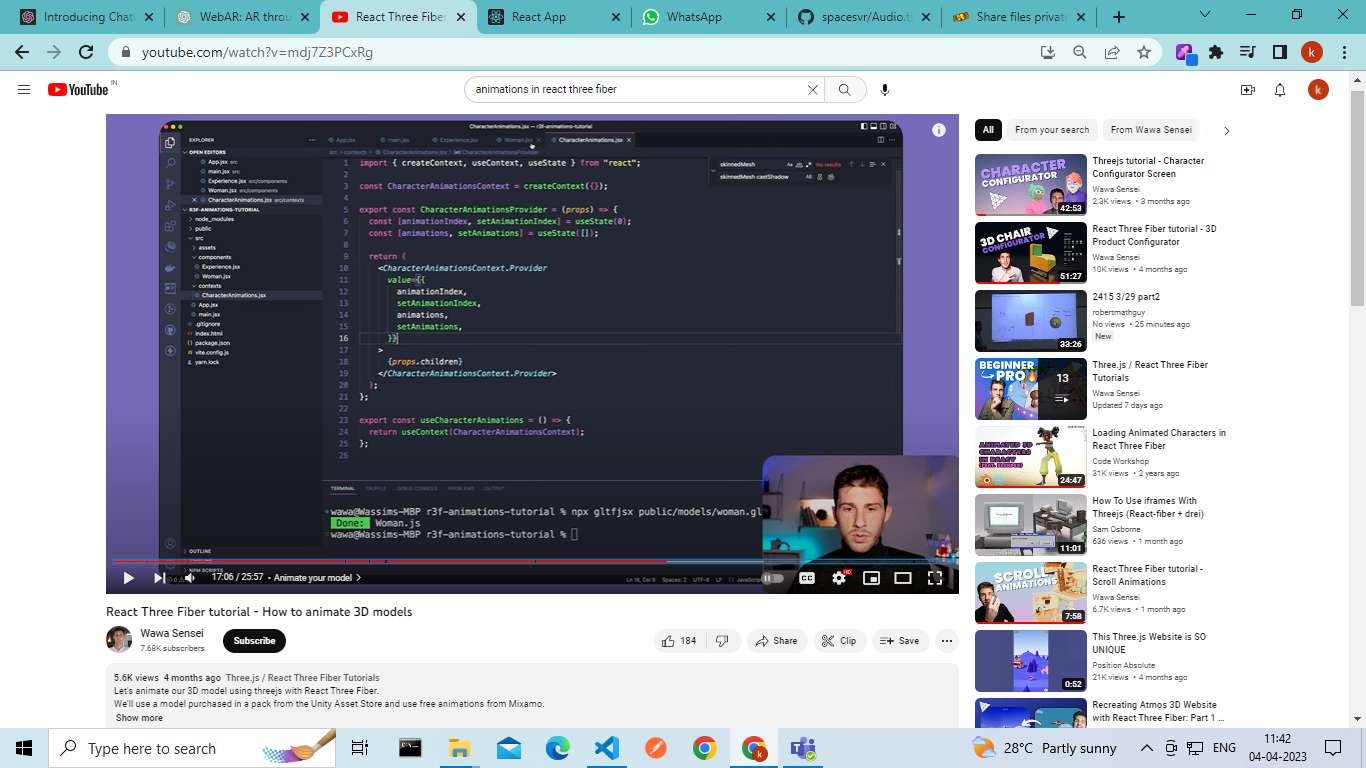 Introducing Chat
WebAR: AR throu
React Three Fiber
React App
WhatsApp
spacesvr/Audio.ts
Share files privat
youtube.com/watch?v=mdj7Z3PCxRg
k
YouTube IN
animations in react three fiber
k
CharacterAnimations.jsx — r3f-animations-tutorial
EXPLORER
OPEN EDITORS
App.jsx src
main.jsx src
Experience.jsx src/components
Woman.jsx src/components
CharacterAnimations.jsx src/contexts
R3F-ANIMATIONS-TUTORIAL
node_modules
public
src
assets
components
Experience.jsx
Woman.jsx
contexts
CharacterAnimations.jsx
App.jsx
main.jsx
.gitignore
index.html
package.json
vite.config.js
yarn.lock
OUTLINE
NPM SCRIPTS
App.jsx main.jsx Experience.jsx Woman.jsx CharacterAnimations.jsx
src > contexts > CharacterAnimations.jsx > CharacterAnimationsProvider
skinnedMesh No results
skinnedMesh castShadow
1 import { createContext, useContext, useState } from "react";
2
3 const CharacterAnimationsContext = createContext({});
4
5 export const CharacterAnimationsProvider = (props) => {
6 const [animationIndex, setAnimationIndex] = useState(0);
7 const [animations, setAnimations] = useState([]);
8
9 return (
10 <CharacterAnimationsContext.Provider
11 value={{
12 animationIndex,
13 setAnimationIndex,
14 animations,
15 setAnimations,
16 }}
17 >
18 {props.children}
19 </CharacterAnimationsContext.Provider>
20 );
21 };
22
23 export const useCharacterAnimations = () => {
24 return useContext(CharacterAnimationsContext);
25 };
26
TERMINAL TRUFFLE DEBUG CONSOLE PROBLEMS OUTPUT
wawa@Wassims-MBP r3f-animations-tutorial % npx gltfjsx public/models/woman.gl
Done: Woman.js
wawa@Wassims-MBP r3f-animations-tutorial %
Ln 16, Col 9 Spaces: 2 UTF-8 LF JavaScrip
17:06 / 25:57 • Animate your model
CC
HD
React Three Fiber tutorial - How to animate 3D models
Wawa Sensei
7.68K subscribers
Subscribe
184
Share
Clip
Save
5.6K views 4 months ago Three.js / React Three Fiber Tutorials
Let's animate our 3D model using threejs with React Three Fiber.
We'll use a model purchased in a pack from the Unity Asset Store and use free animations from Mixamo.
Show more
All
From your search
From Wawa Sensei
CHARACTER
CONFIGURATOR
42:53
Threejs tutorial - Character
Configurator Screen
Wawa Sensei
2.3K views • 3 months ago
3D CHAIR
CONFIGURATOR
51:27
React Three Fiber tutorial - 3D
Product Configurator
Wawa Sensei
10K views • 4 months ago
33:26
2415 3/29 part2
robertmathguy
No views • 25 minutes ago
New
BEGINNER
PRO
13
Three.js / React Three Fiber
Tutorials
Wawa Sensei
Updated 7 days ago
ANIMATED 3D
CHARACTERS
IN REACT
24:47
Loading Animated Characters in
React Three Fiber
Code Workshop
31K views • 2 years ago
11:01
How To Use iframes With
Threejs (React-fiber + drei)
Sam Osborne
636 views • 1 month ago
SCROLL
ANIMATIONS
7:58
React Three Fiber tutorial -
Scroll Animations
Wawa Sensei
6.7K views • 1 month ago
0:52
This Three.js Website is SO
UNIQUE
Position Absolute
21K views • 4 months ago
Recreating Atmos 3D Website
with React Three Fiber: Part 1 ...
Type here to search
28°C Partly sunny
ENG
11:42
04-04-2023